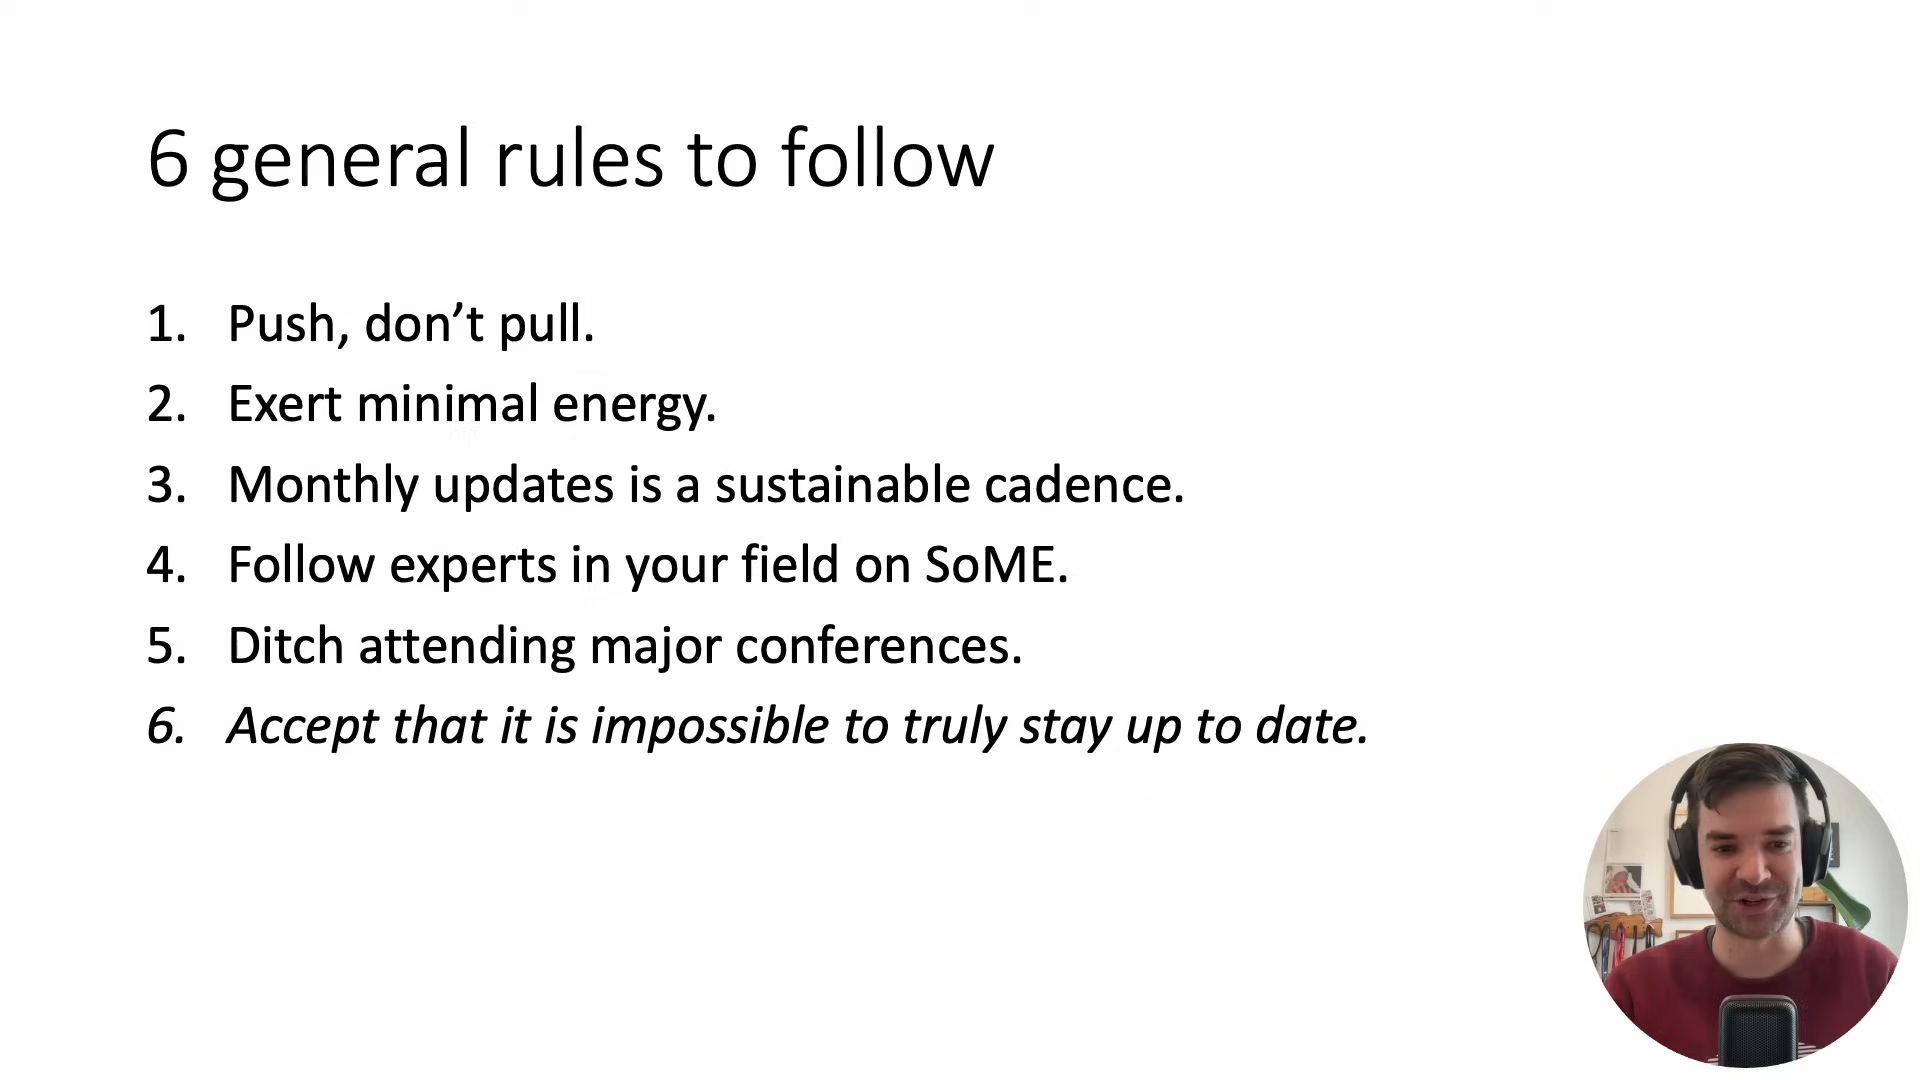 6 general rules to follow
1. Push, don’t pull.
2. Exert minimal energy.
3. Monthly updates is a sustainable cadence.
4. Follow experts in your field on SoME.
5. Ditch attending major conferences.
6. Accept that it is impossible to truly stay up to date.